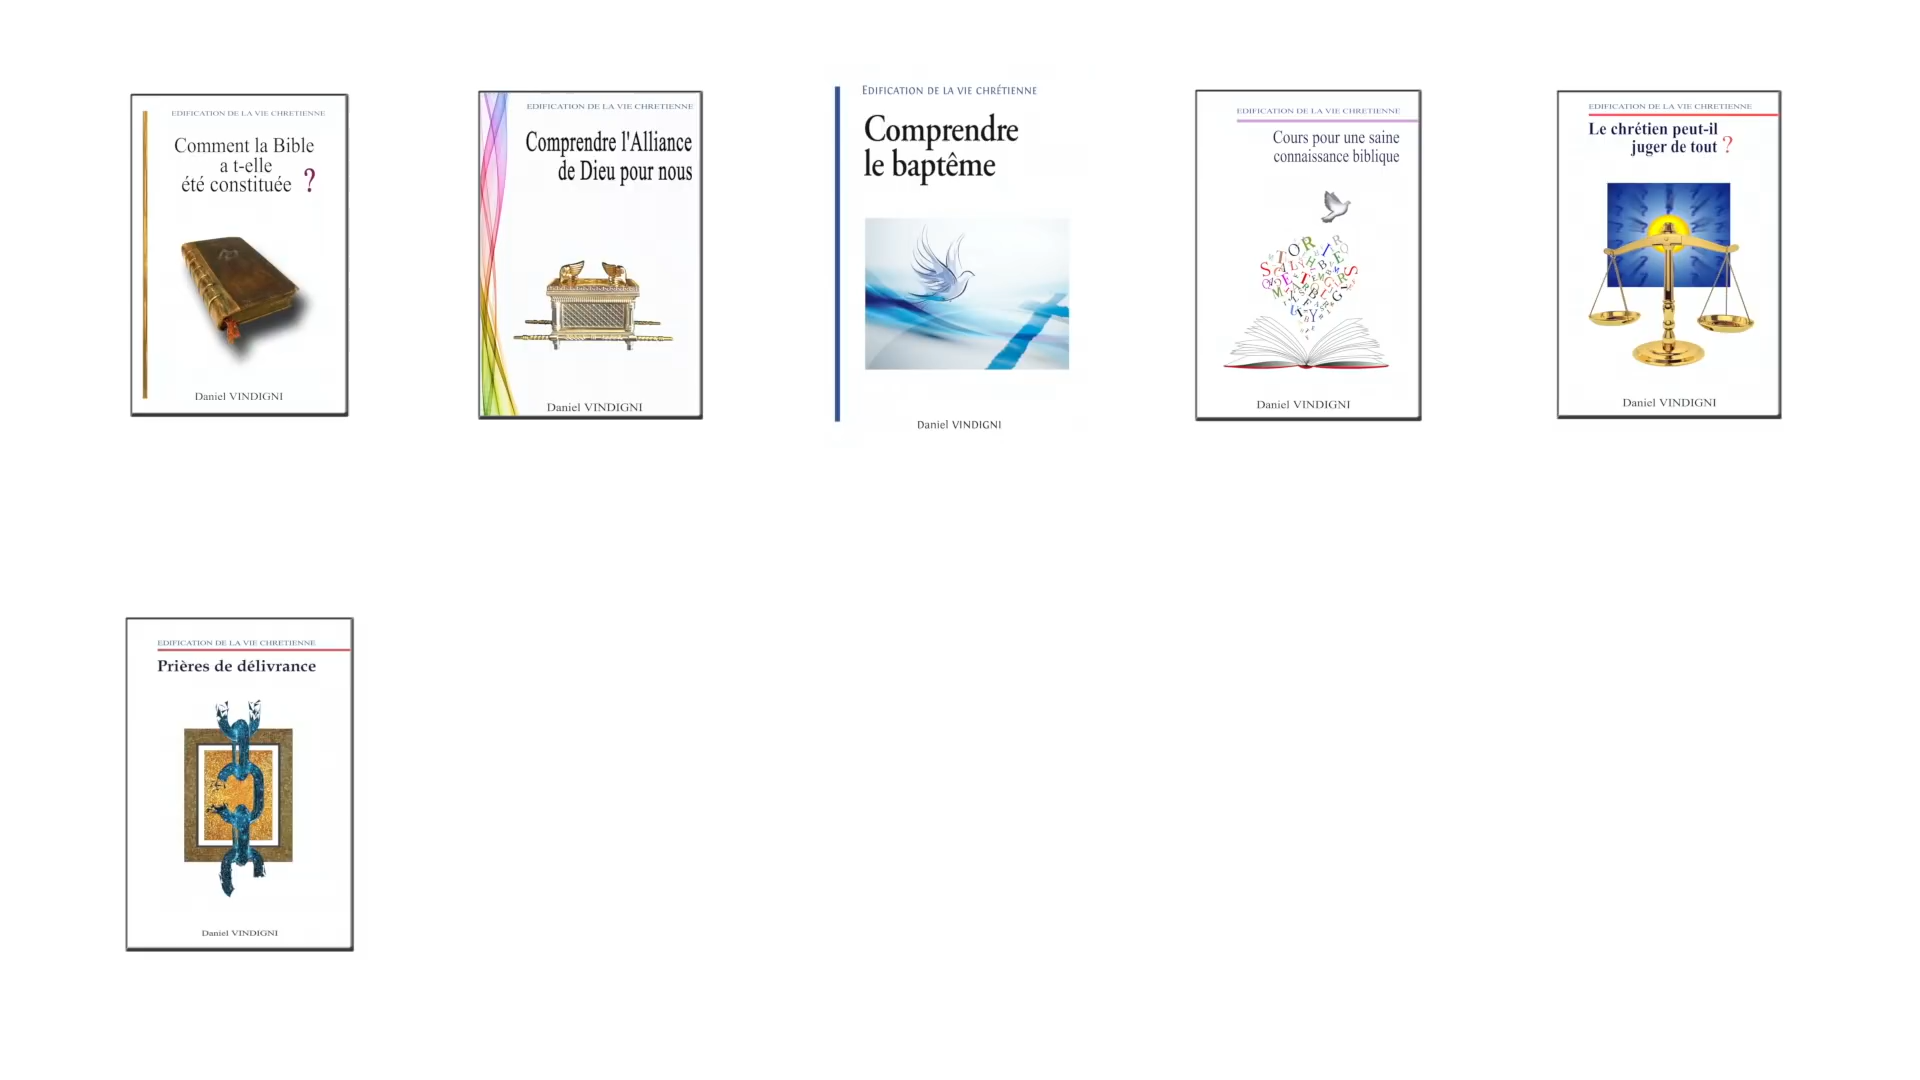 EDIFICATION DE LA VIE CHRETIENNE
Comment la Bible
a t-elle
été constituée ?
Daniel VINDIGNI
EDIFICATION DE LA VIE CHRETIENNE
Comprendre l'Alliance
de Dieu pour nous
Daniel VINDIGNI
EDIFICATION DE LA VIE CHRÉTIENNE
Comprendre
le baptême
Daniel VINDIGNI
EDIFICATION DE LA VIE CHRETIENNE
Cours pour une saine
connaissance biblique
Daniel VINDIGNI
EDIFICATION DE LA VIE CHRETIENNE
Le chrétien peut-il
juger de tout ?
Daniel VINDIGNI
EDIFICATION DE LA VIE CHRETIENNE
Prières de délivrance
Daniel VINDIGNI